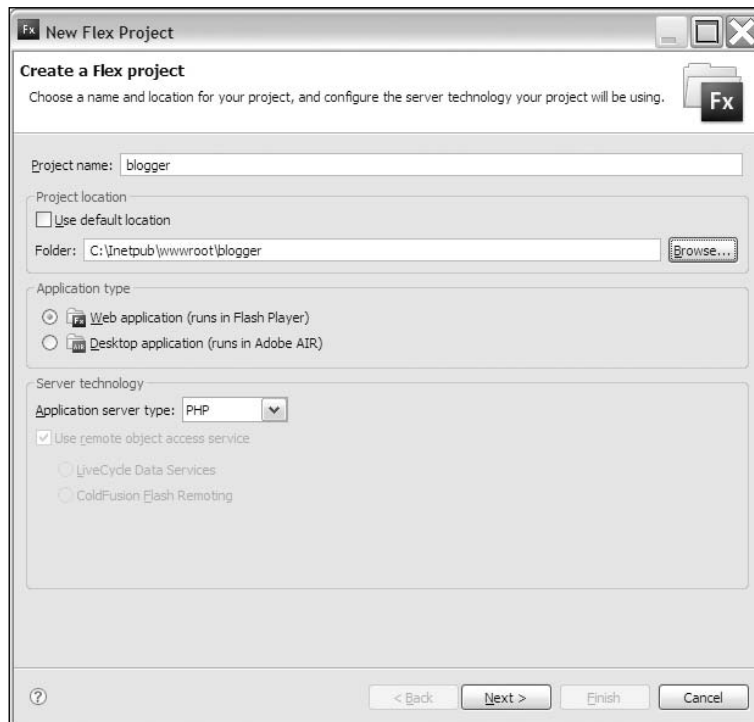 Fx New Flex Project
Create a Flex project
Choose a name and location for your project, and configure the server technology your project will be using.
Fx
Project name: blogger
Project location
Use default location
Folder: C:\Inetpub\wwwroot\blogger Browse...
Application type
Web application (runs in Flash Player)
Desktop application (runs in Adobe AIR)
Server technology
Application server type: PHP
Use remote object access service
LiveCycle Data Services
ColdFusion Flash Remoting
? < Back Next > Finish Cancel